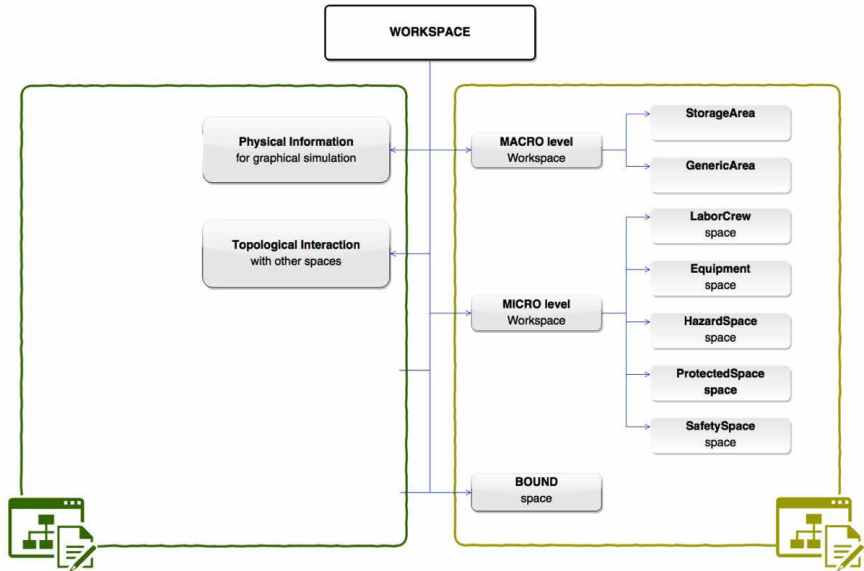 WORKSPACE
Physical Information
for graphical simulation
Topological Interaction
with other spaces
MACRO level
Workspace
StorageArea
GenericArea
MICRO level
Workspace
LaborCrew
space
Equipment
space
HazardSpace
space
ProtectedSpace
space
SafetySpace
space
BOUND
space